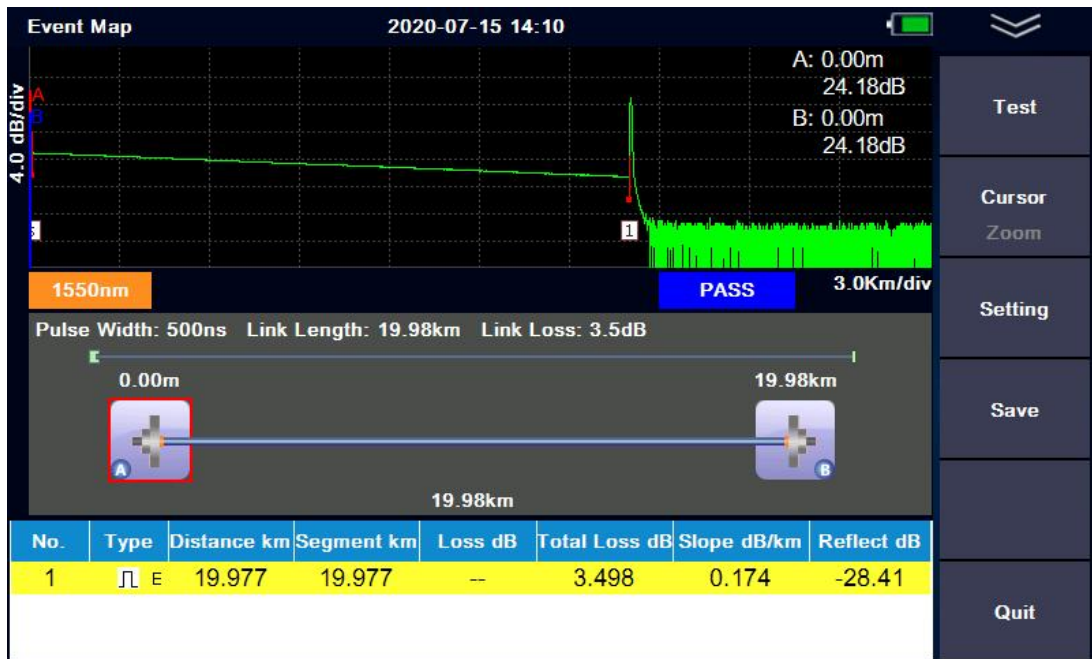 Event Map 2020-07-15 14:10
A: 0.00m
24.18dB
B: 0.00m
24.18dB
4.0 dB/div
A
B
1
1550nm PASS 3.0Km/div
Pulse Width: 500ns Link Length: 19.98km Link Loss: 3.5dB
0.00m 19.98km
A B
19.98km
No. Type Distance km Segment km Loss dB Total Loss dB Slope dB/km Reflect dB
1 E 19.977 19.977 -- 3.498 0.174 -28.41
Test
Cursor
Zoom
Setting
Save
Quit